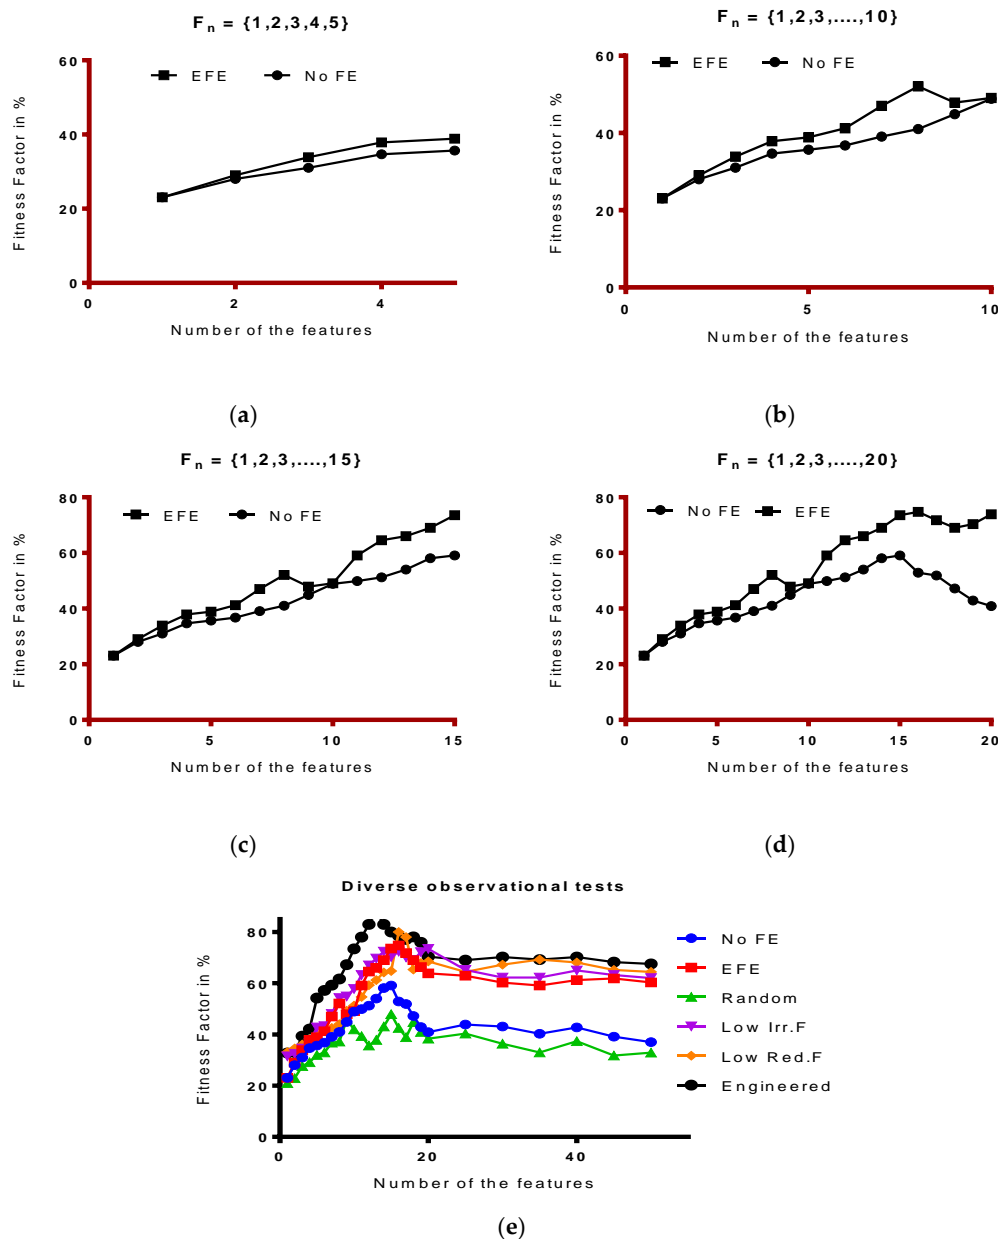 F n = {1,2,3,4,5}
60
40
20
0
EFE No FE
Fitness Factor in %
0 2 4
Number of the features
(a)
F n = {1,2,3,....,10}
60
40
20
0
EFE No FE
Fitness Factor in %
0 5 10
Number of the features
(b)
F n = {1,2,3,....,15}
80
60
40
20
0
EFE No FE
Fitness Factor in %
0 5 10 15
Number of the features
(c)
F n = {1,2,3,....,20}
80
60
40
20
0
No FE EFE
Fitness Factor in %
0 5 10 15 20
Number of the features
(d)
Diverse observational tests
80
60
40
20
0
Fitness Factor in %
0 20 40
Number of the features
No FE
EFE
Random
Low Irr.F
Low Red.F
Engineered
(e)